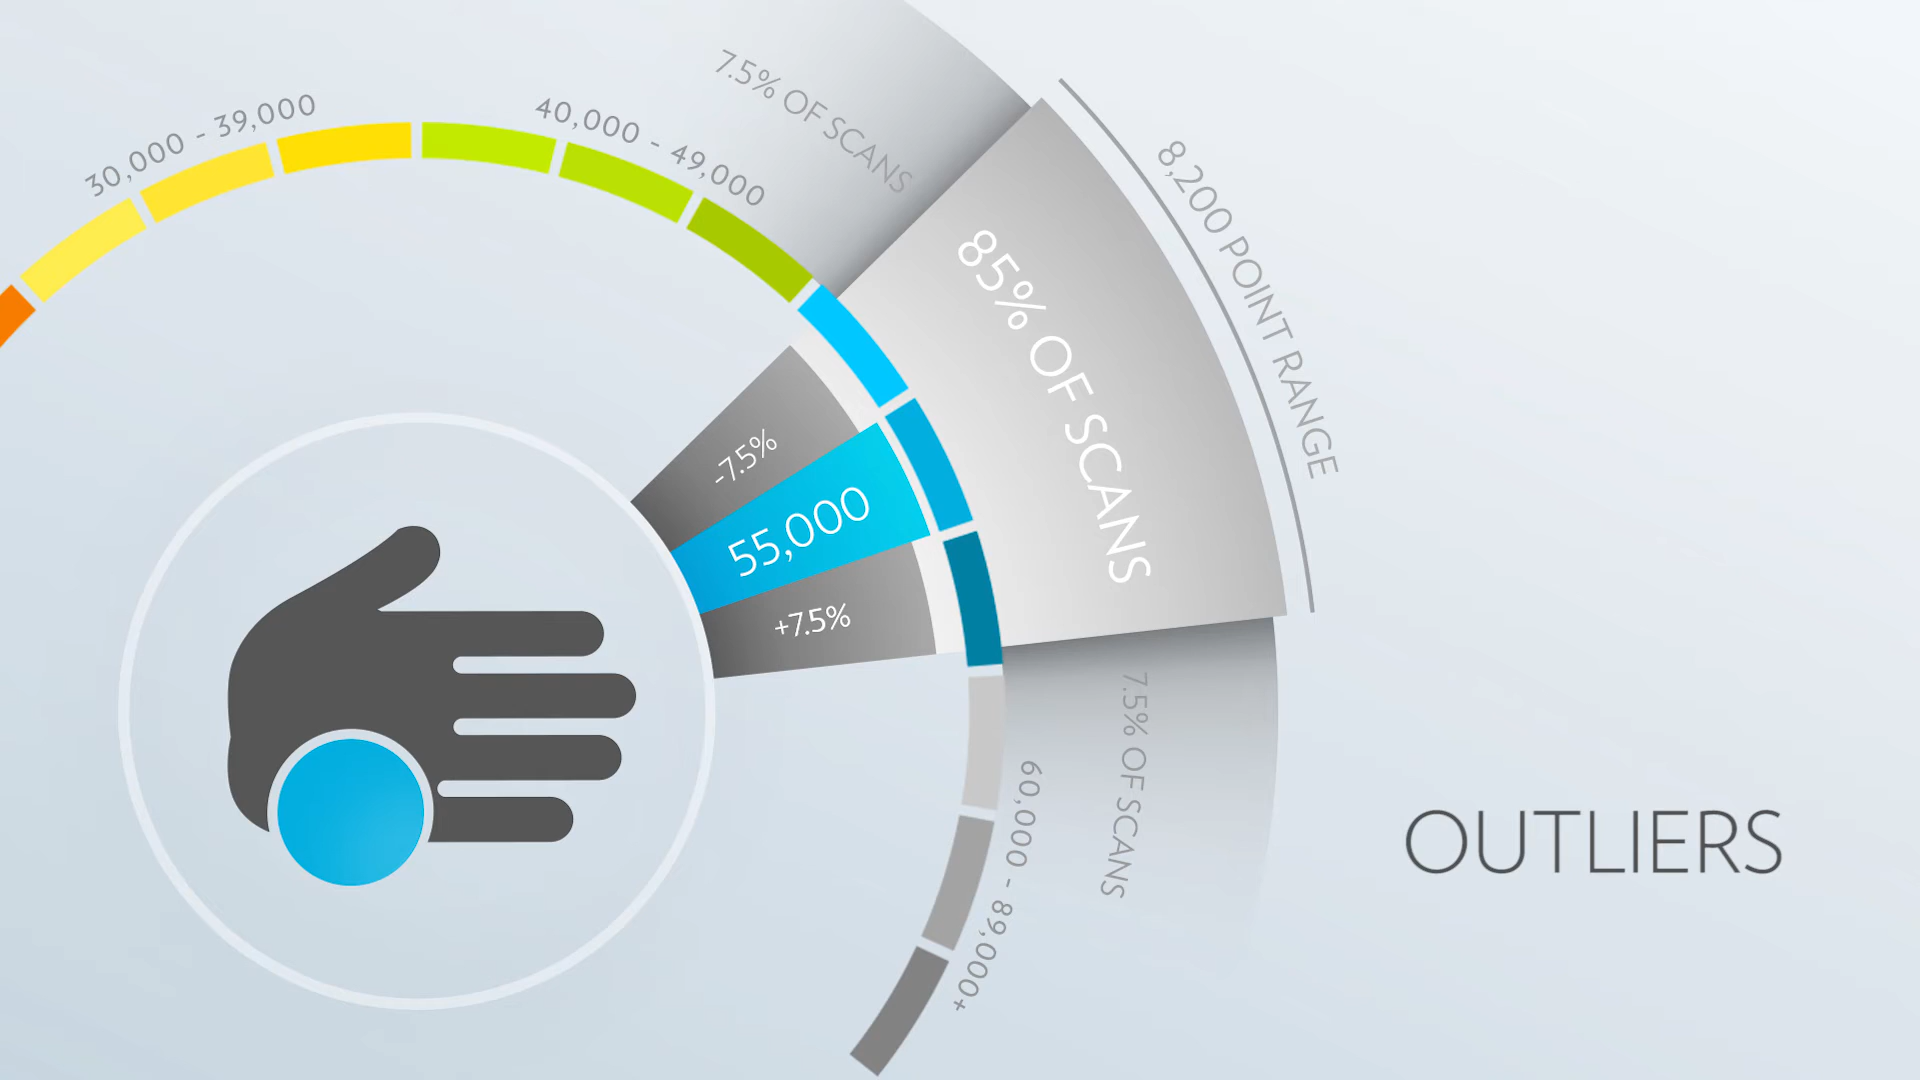 30,000 - 39,000
40,000 - 49,000
7.5% OF SCANS
8,200 POINT RANGE
85% OF SCANS
-7.5%
55,000
+7.5%
7.5% OF SCANS
60,000 - 89,000+
OUTLIERS